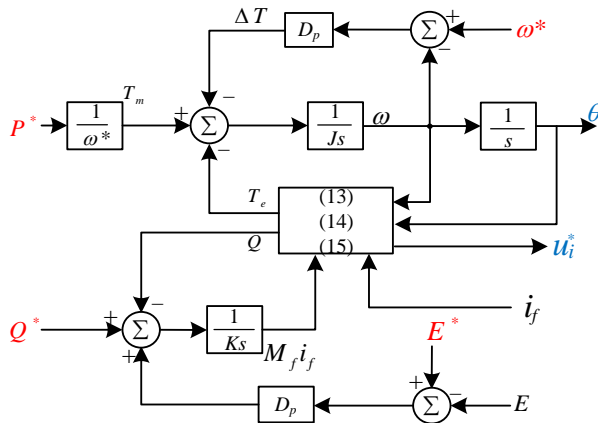 ΔT
D_p
Σ
+
−
ω*
P*
1
ω*
T_m
+
−
Σ
−
1
Js
ω
1
s
θ
T_e
Q
(13)
(14)
(15)
u_i^*
Q*
+
−
Σ
+
1
Ks
M_f i_f
i_f
E*
D_p
+
Σ
−
E